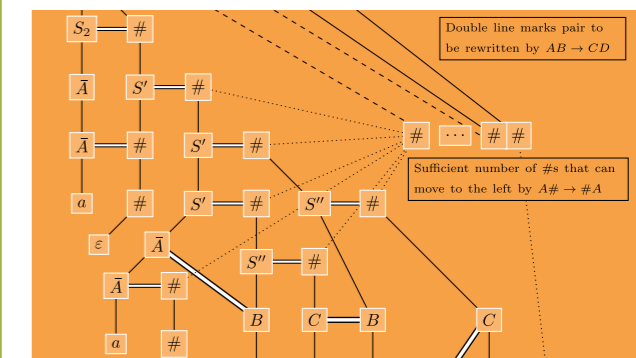 S₂ #
Double line marks pair to
be rewritten by AB → CD
Ā S′ #
# ··· # #
Ā # S′ #
Sufficient number of #s that can
move to the left by A# → #A
a # S′ # S″ #
ε Ā
S″ #
Ā #
B C B C
a #